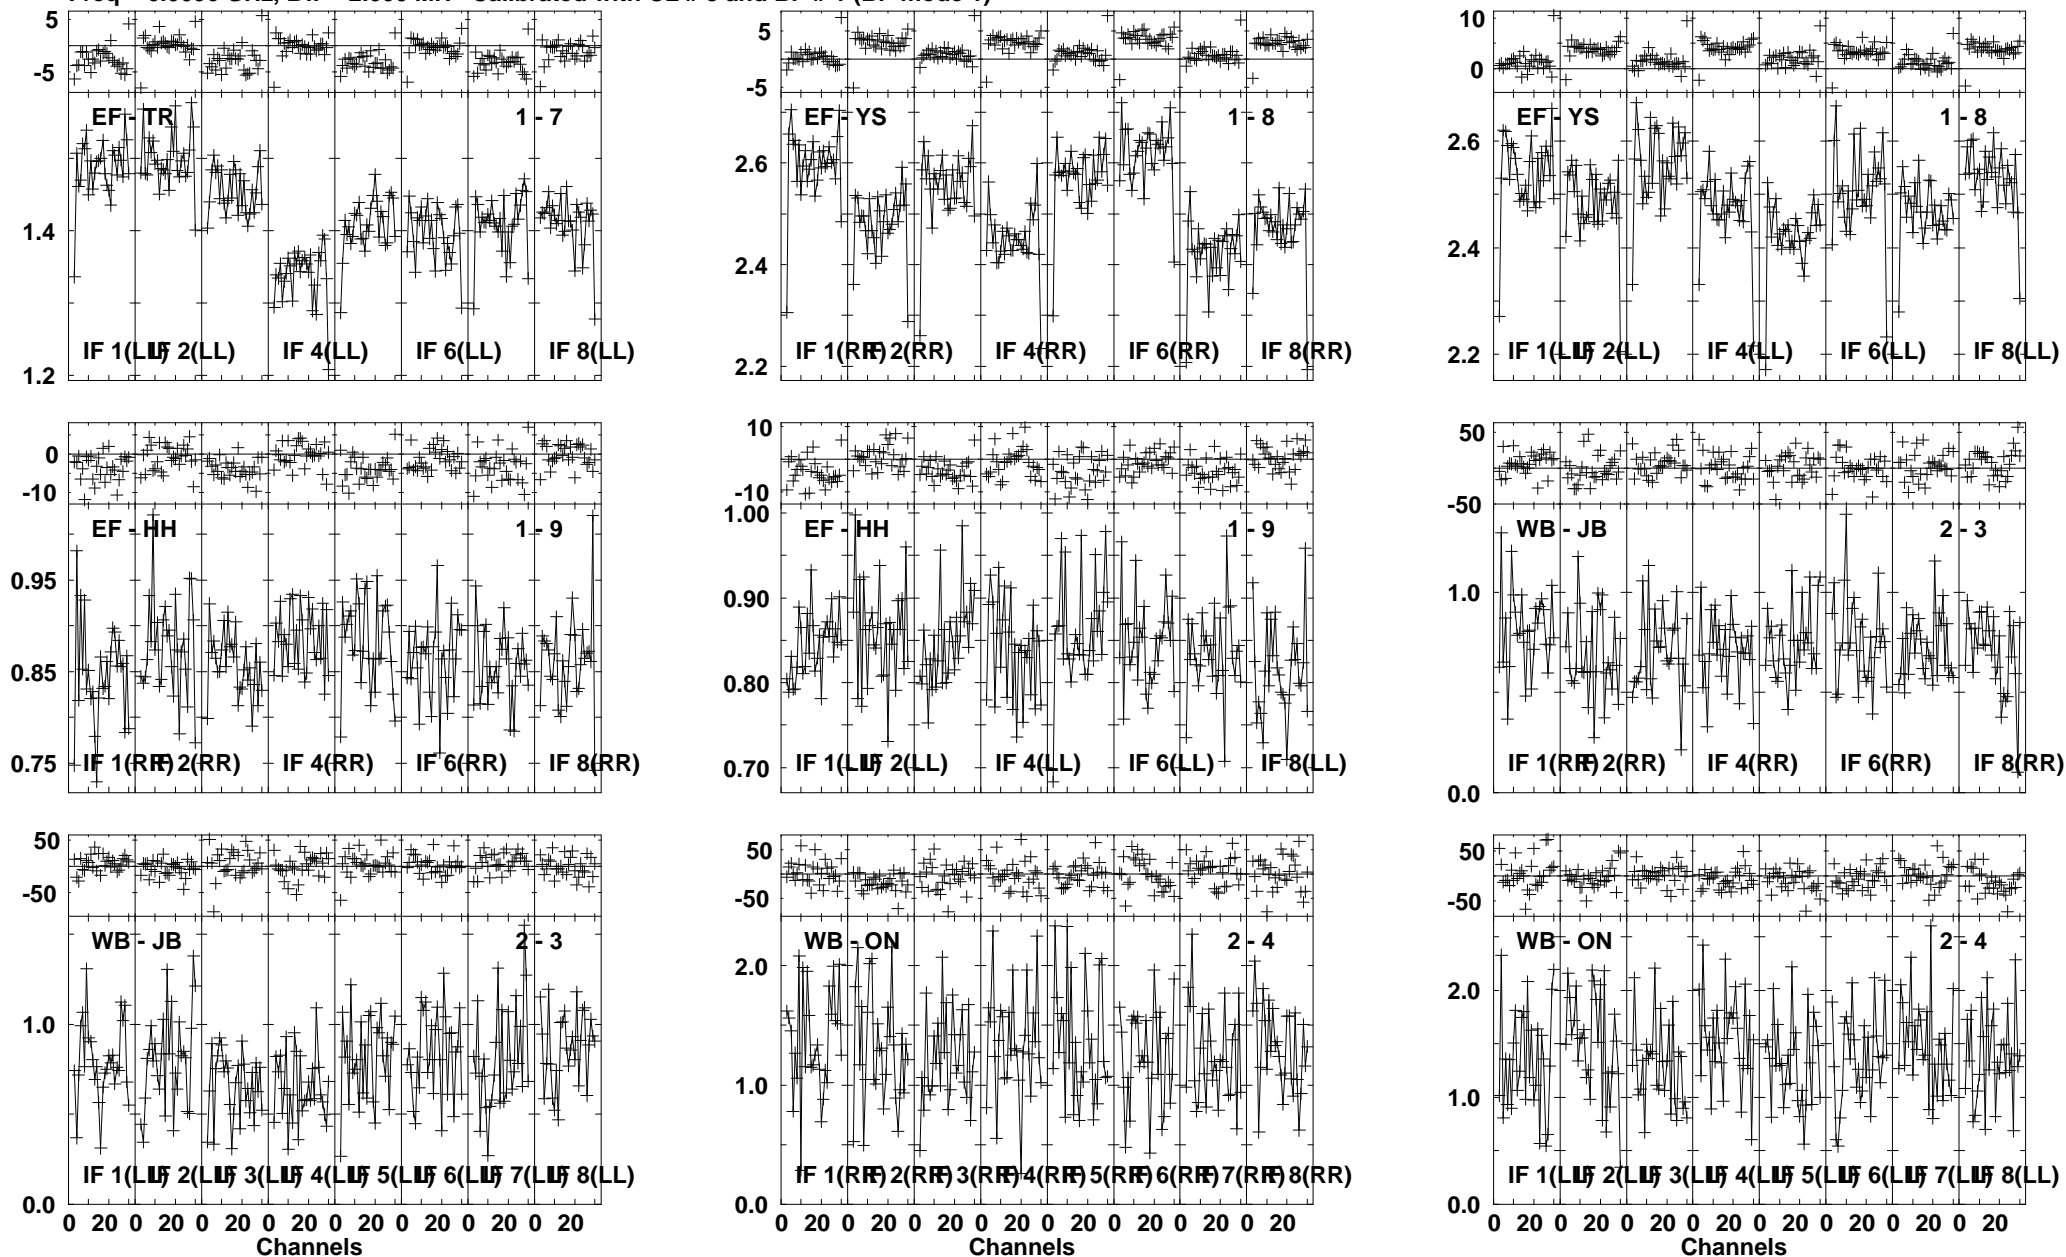 5 -5 EF - TR 1 - 7 1.4 1.2 IF 1(LL) IF 2(LL) IF 4(LL) IF 6(LL) IF 8(LL)
5 -5 EF - YS 1 - 8 2.6 2.4 2.2 IF 1(RR) IF 2(RR) IF 4(RR) IF 6(RR) IF 8(RR)
10 0 EF - YS 1 - 8 2.6 2.4 2.2 IF 1(LL) IF 2(LL) IF 4(LL) IF 6(LL) IF 8(LL)
0 -10 EF - HH 1 - 9 0.95 0.85 0.75 IF 1(RR) IF 2(RR) IF 4(RR) IF 6(RR) IF 8(RR)
10 -10 EF - HH 1 - 9 1.00 0.90 0.80 0.70 IF 1(LL) IF 2(LL) IF 4(LL) IF 6(LL) IF 8(LL)
50 -50 WB - JB 2 - 3 1.0 0.0 IF 1(RR) IF 2(RR) IF 4(RR) IF 6(RR) IF 8(RR)
50 -50 WB - JB 2 - 3 1.0 0.0 IF 1(LL) IF 2(LL) IF 3(LL) IF 4(LL) IF 5(LL) IF 6(LL) IF 7(LL) IF 8(LL)
0 20 0 20 0 20 0 20 0 20 0 20 0 20 0 20
Channels
50 -50 WB - ON 2 - 4 2.0 1.0 0.0 IF 1(RR) IF 2(RR) IF 3(RR) IF 4(RR) IF 5(RR) IF 6(RR) IF 7(RR) IF 8(RR)
0 20 0 20 0 20 0 20 0 20 0 20 0 20 0 20
Channels
50 -50 WB - ON 2 - 4 2.0 1.0 0.0 IF 1(LL) IF 2(LL) IF 3(LL) IF 4(LL) IF 5(LL) IF 6(LL) IF 7(LL) IF 8(LL)
0 20 0 20 0 20 0 20 0 20 0 20 0 20 0 20
Channels